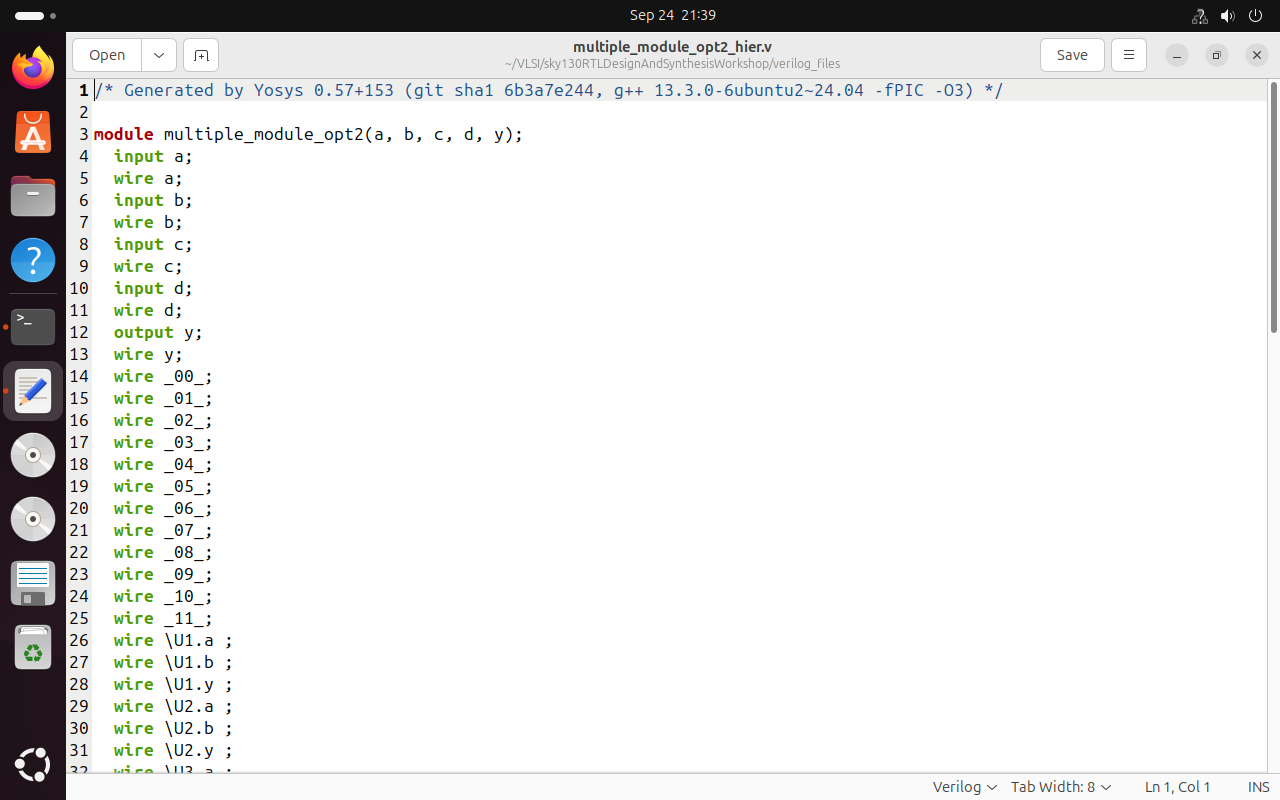 Sep 24 21:39
Open
multiple_module_opt2_hier.v
~/VLSI/sky130RTLDesignAndSynthesisWorkshop/verilog_files
Save
1 /* Generated by Yosys 0.57+153 (git sha1 6b3a7e244, g++ 13.3.0-6ubuntu2~24.04 -fPIC -O3) */
2
3 module multiple_module_opt2(a, b, c, d, y);
4   input a;
5   wire a;
6   input b;
7   wire b;
8   input c;
9   wire c;
10   input d;
11   wire d;
12   output y;
13   wire y;
14   wire _00_;
15   wire _01_;
16   wire _02_;
17   wire _03_;
18   wire _04_;
19   wire _05_;
20   wire _06_;
21   wire _07_;
22   wire _08_;
23   wire _09_;
24   wire _10_;
25   wire _11_;
26   wire \U1.a ;
27   wire \U1.b ;
28   wire \U1.y ;
29   wire \U2.a ;
30   wire \U2.b ;
31   wire \U2.y ;
32   wire \U3.a ;
Verilog
Tab Width: 8
Ln 1, Col 1
INS